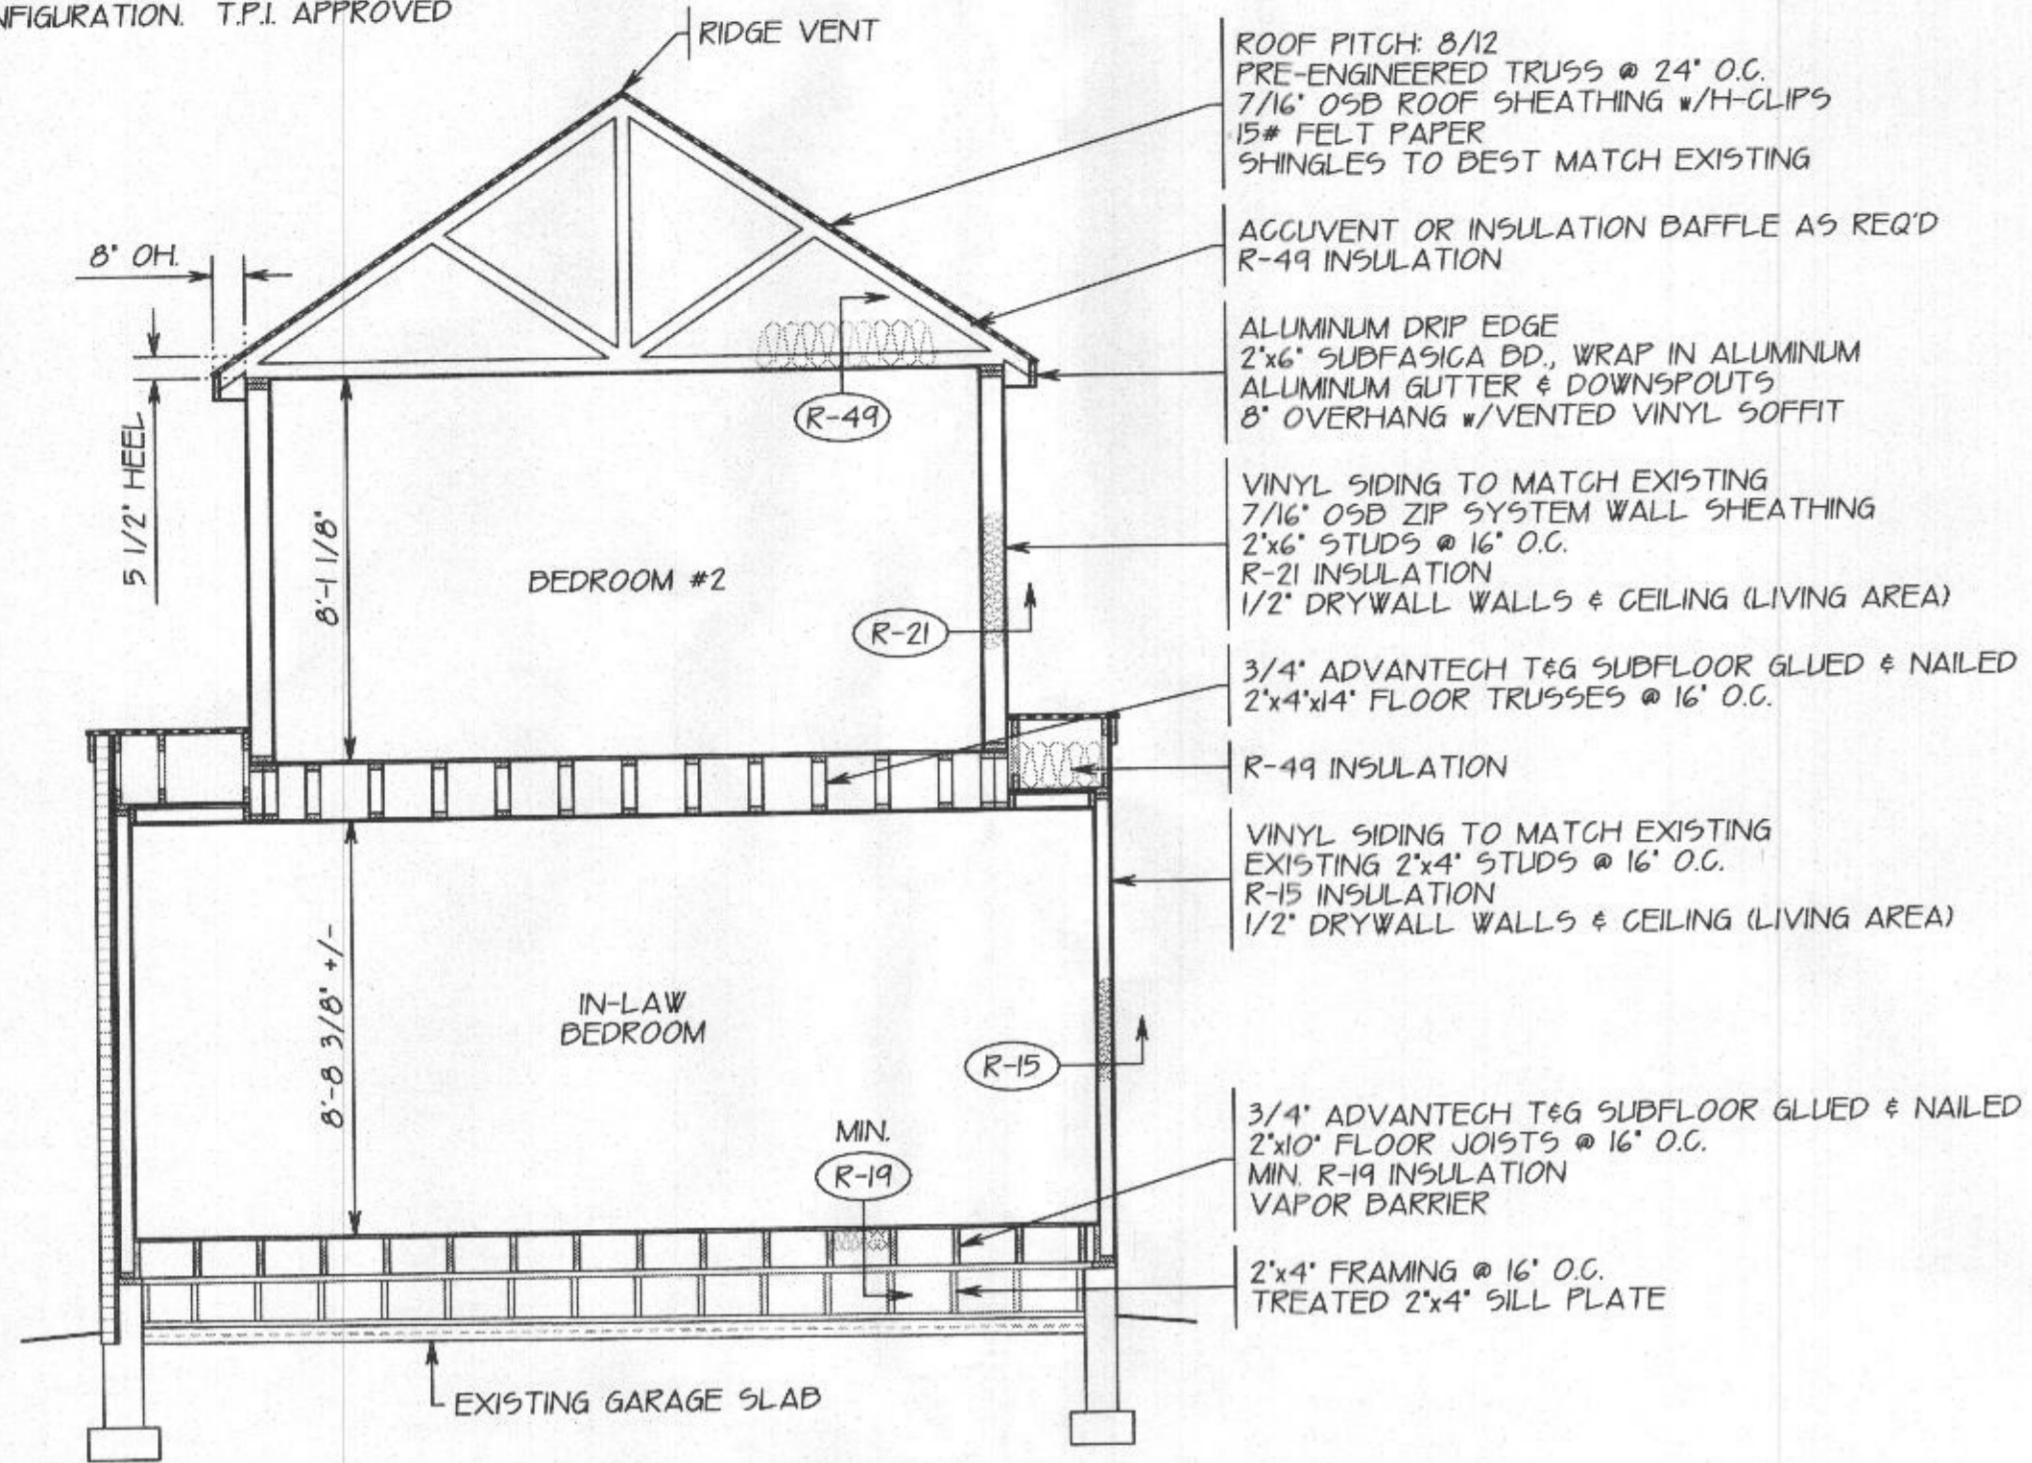 NFIGURATION. T.P.I. APPROVED
RIDGE VENT
ROOF PITCH: 8/12
PRE-ENGINEERED TRUSS @ 24" O.C.
7/16" OSB ROOF SHEATHING w/H-CLIPS
15# FELT PAPER
SHINGLES TO BEST MATCH EXISTING
ACCUVENT OR INSULATION BAFFLE AS REQ'D
R-49 INSULATION
8" OH.
ALUMINUM DRIP EDGE
2"x6" SUBFASICA BD., WRAP IN ALUMINUM
ALUMINUM GUTTER & DOWNSPOUTS
8" OVERHANG w/VENTED VINYL SOFFIT
R-49
5 1/2" HEEL
8'-1 1/8"
BEDROOM #2
VINYL SIDING TO MATCH EXISTING
7/16" OSB ZIP SYSTEM WALL SHEATHING
2"x6" STUDS @ 16" O.C.
R-21 INSULATION
1/2" DRYWALL WALLS & CEILING (LIVING AREA)
R-21
3/4" ADVANTECH T&G SUBFLOOR GLUED & NAILED
2"x4"x14" FLOOR TRUSSES @ 16" O.C.
R-49 INSULATION
VINYL SIDING TO MATCH EXISTING
EXISTING 2"x4" STUDS @ 16" O.C.
R-15 INSULATION
1/2" DRYWALL WALLS & CEILING (LIVING AREA)
8'-8 3/8" +/-
IN-LAW
BEDROOM
R-15
MIN.
R-19
3/4" ADVANTECH T&G SUBFLOOR GLUED & NAILED
2"x10" FLOOR JOISTS @ 16" O.C.
MIN. R-19 INSULATION
VAPOR BARRIER
2"x4" FRAMING @ 16" O.C.
TREATED 2"x4" SILL PLATE
EXISTING GARAGE SLAB